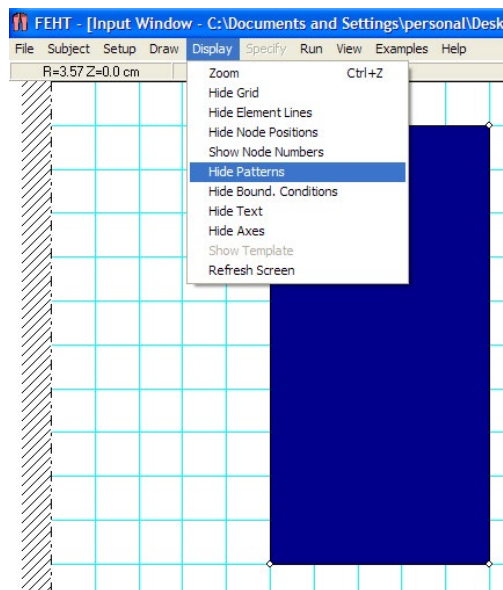 FEHT - [Input Window - C:\Documents and Settings\personal\Desk
File Subject Setup Draw Display Specify Run View Examples Help
R=3.57 Z=0.0 cm
Zoom Ctrl+Z
Hide Grid
Hide Element Lines
Hide Node Positions
Show Node Numbers
Hide Patterns
Hide Bound. Conditions
Hide Text
Hide Axes
Show Template
Refresh Screen